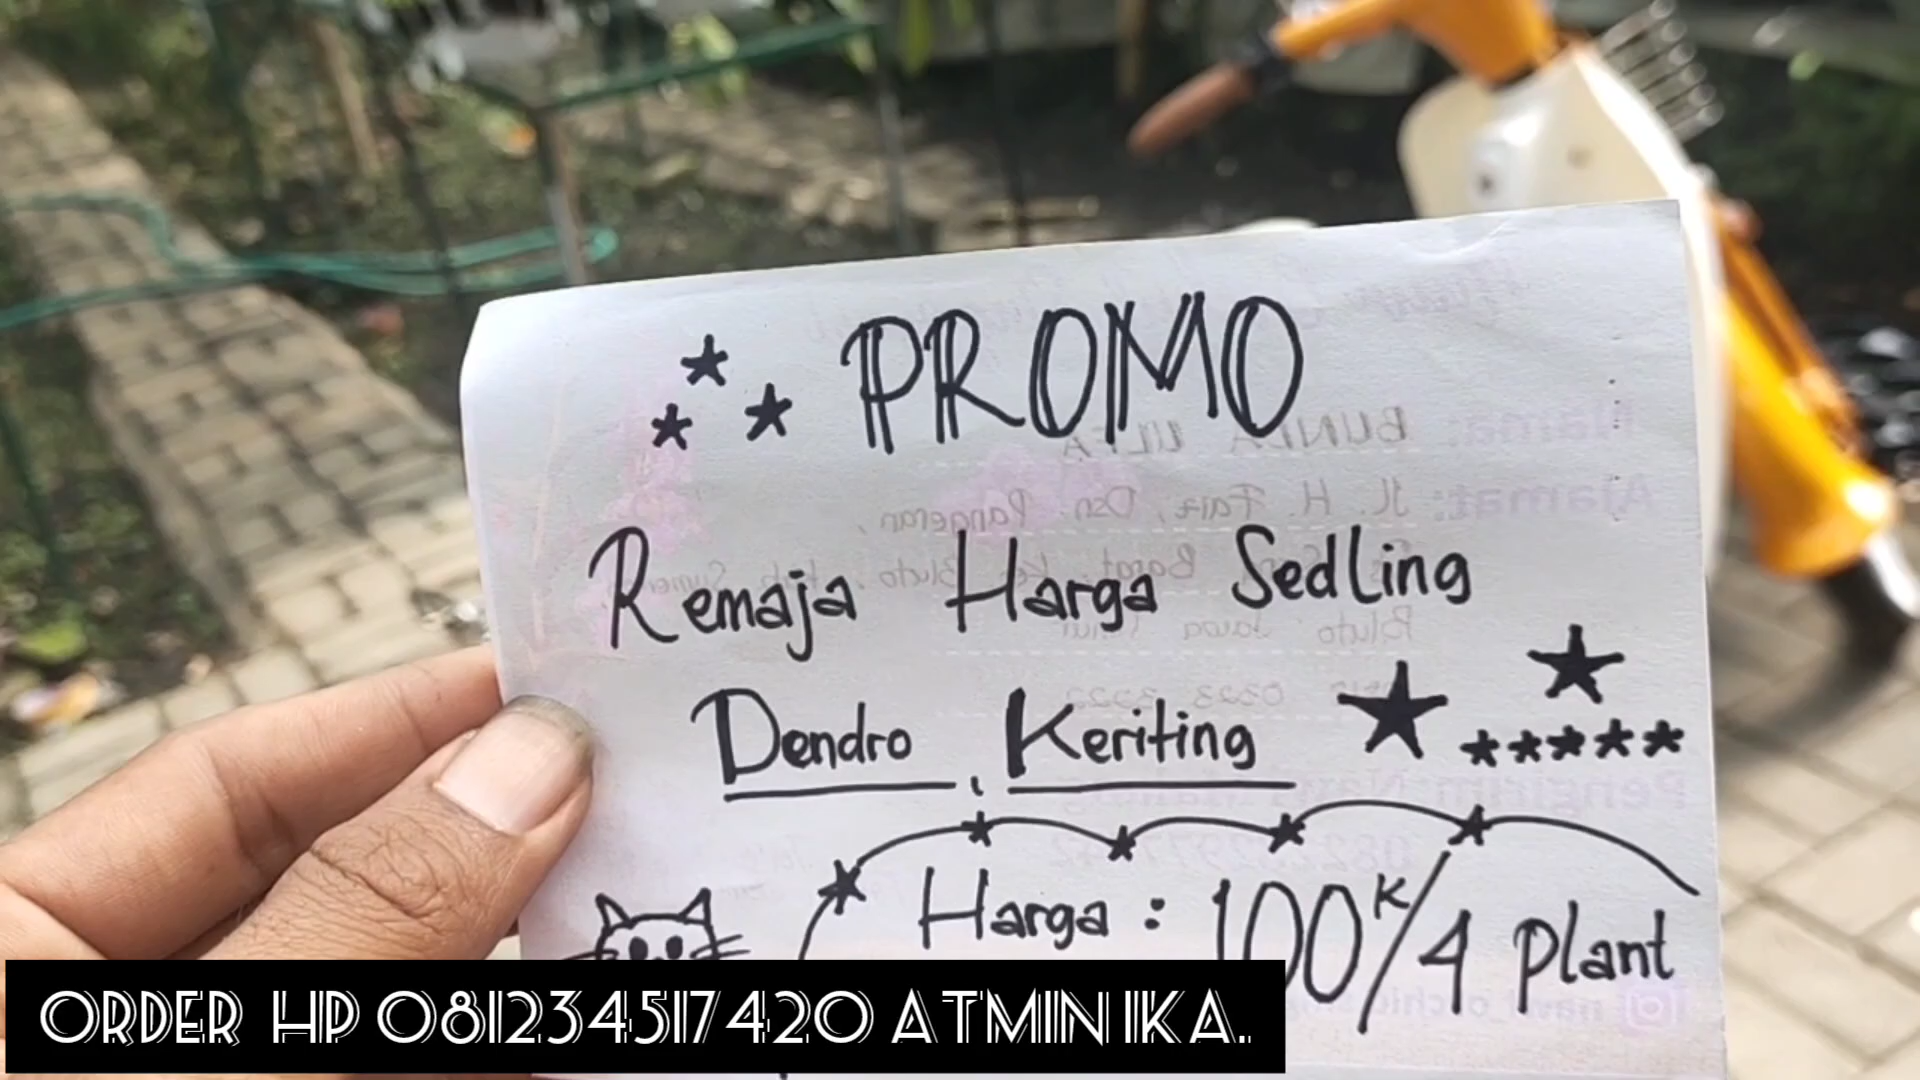 PROMO
Remaja Harga Sedling
Dendro, Keriting
Harga : 100K/4 Plant
ORDER HP 081234517420 ATMIN IKA..